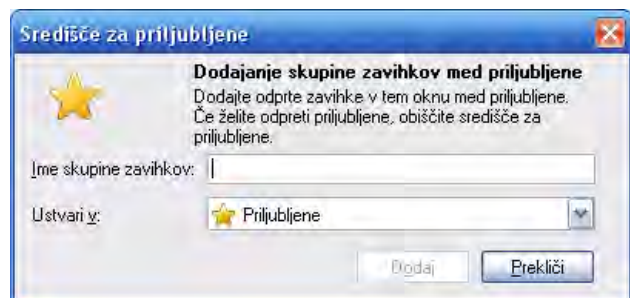 Središče za priljubljene
Dodajanje skupine zavihkov med priljubljene
Dodajte odprte zavihke v tem oknu med priljubljene.
Če želite odpreti priljubljene, obiščite središče za
priljubljene.
Ime skupine zavihkov:
Ustvari v:
Priljubljene
Dodaj
Prekliči